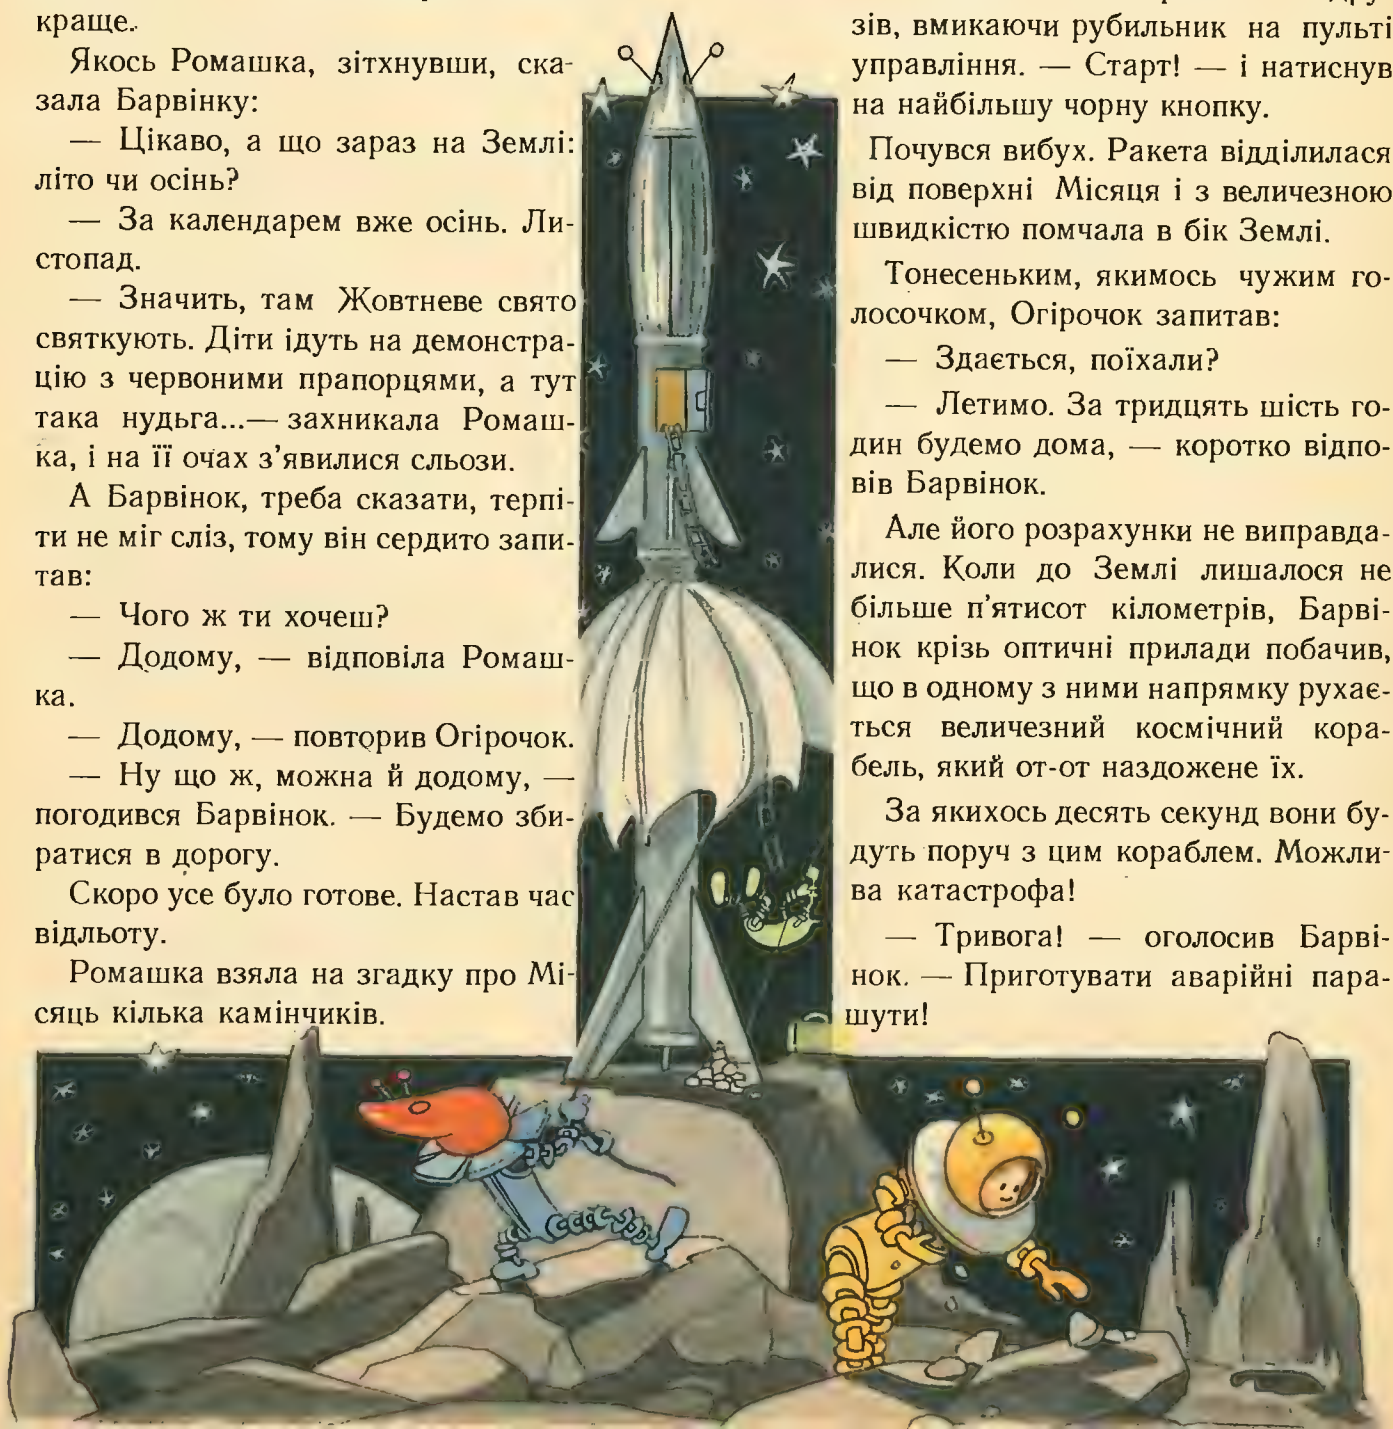 краще.
Якось Ромашка, зітхнувши, ска-
зала Барвінку:
— Цікаво, а що зараз на Землі:
літо чи осінь?
— За календарем вже осінь. Ли-
стопад.
— Значить, там Жовтневе свято
святкують. Діти ідуть на демонстра-
цію з червоними прапорцями, а тут
така нудьга...— захникала Ромаш-
ка, і на її очах з’явилися сльози.
А Барвінок, треба сказати, терпі-
ти не міг сліз, тому він сердито запи-
тав:
— Чого ж ти хочеш?
— Додому, — відповіла Ромаш-
ка.
— Додому, — повторив Огірочок.
— Ну що ж, можна й додому, —
погодився Барвінок. — Будемо зби-
ратися в дорогу.
Скоро усе було готове. Настав час
відльоту.
Ромашка взяла на згадку про Мі-
сяць кілька камінчиків.
зів, вмикаючи рубильник на пульті
управління. — Старт! — і натиснув
на найбільшу чорну кнопку.
Почувся вибух. Ракета відділилася
від поверхні Місяця і з величезною
швидкістю помчала в бік Землі.
Тонесеньким, якимось чужим го-
лосочком, Огірочок запитав:
— Здається, поїхали?
— Летимо. За тридцять шість го-
дин будемо дома, — коротко відпо-
вів Барвінок.
Але його розрахунки не виправда-
лися. Коли до Землі лишалося не
більше п’ятисот кілометрів, Барві-
нок крізь оптичні прилади побачив,
що в одному з ними напрямку рухає-
ться величезний космічний кора-
бель, який от-от наздожене їх.
За якихось десять секунд вони бу-
дуть поруч з цим кораблем. Можли-
ва катастрофа!
— Тривога! — оголосив Барві-
нок. — Приготувати аварійні пара-
шути!